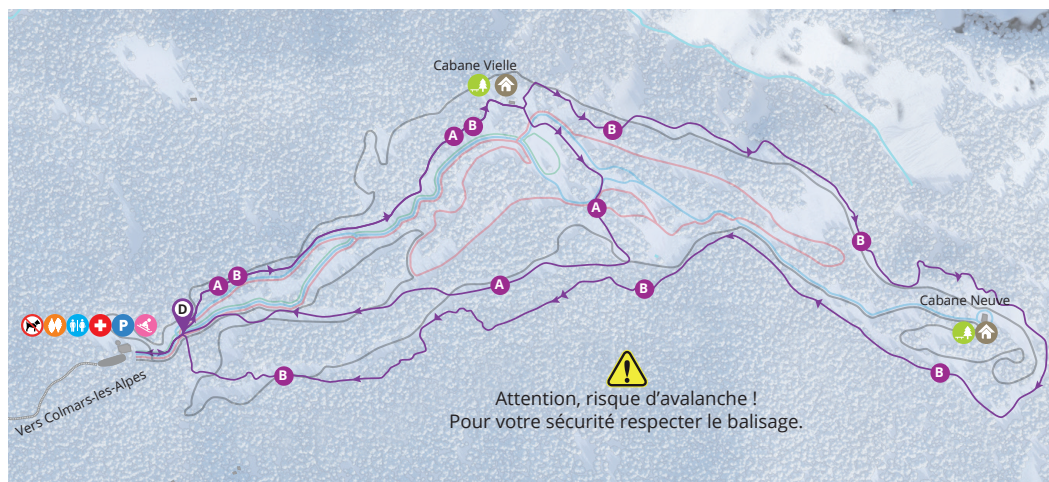 Cabane Vielle
A
B
B
A
B
A
B
D
A
B
Cabane Neuve
P
B
B
Vers Colmars-les-Alpes
Attention, risque d'avalanche !
Pour votre sécurité respecter le balisage.